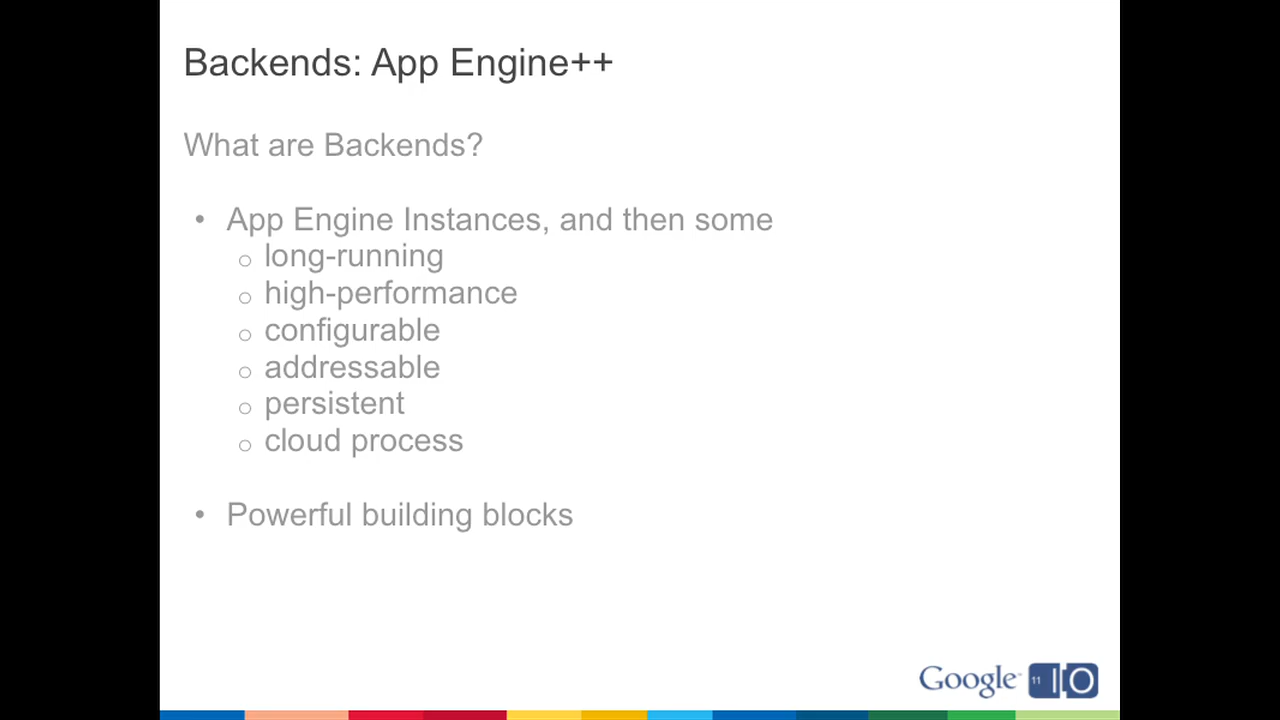 Backends: App Engine++
What are Backends?
• App Engine Instances, and then some
o long-running
o high-performance
o configurable
o addressable
o persistent
o cloud process
• Powerful building blocks
Google 11 IO